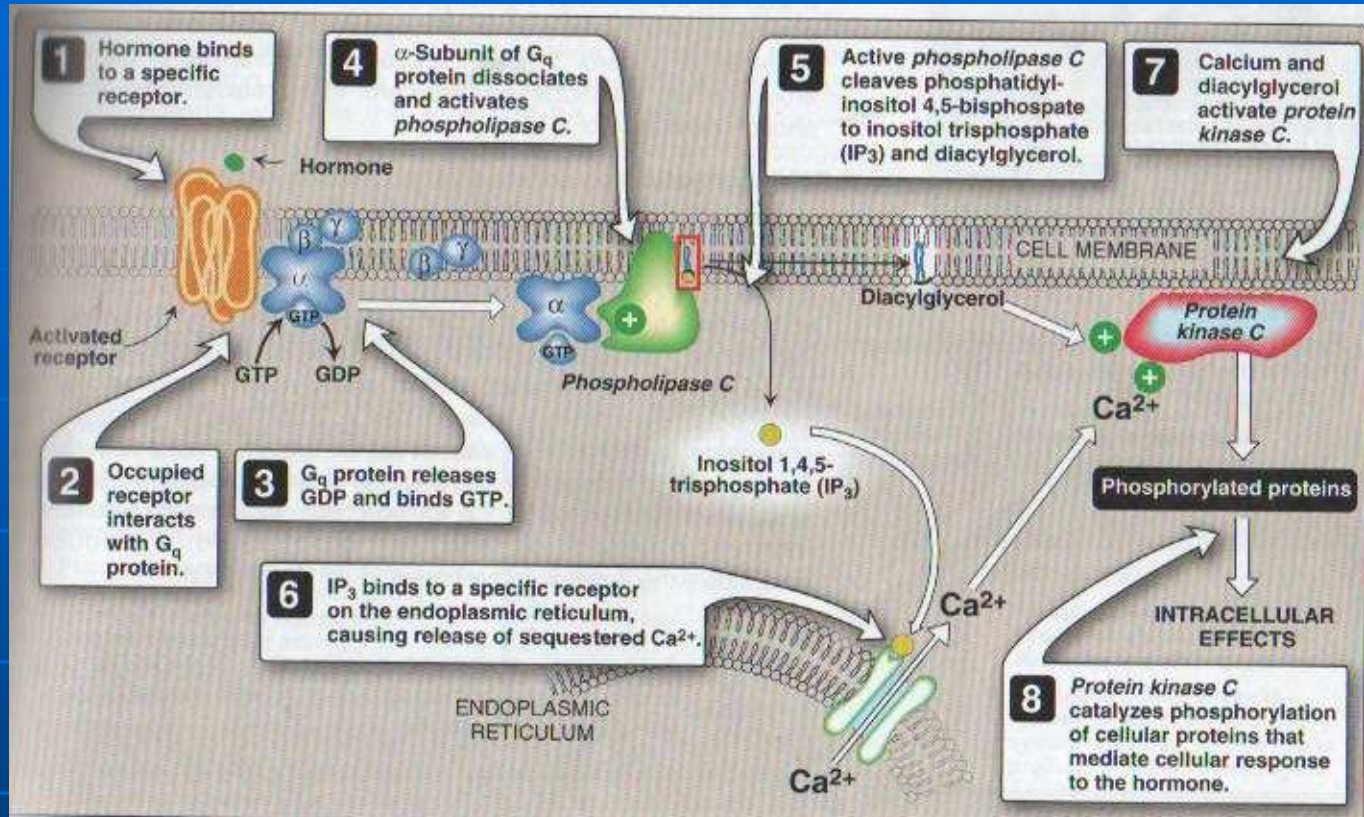 1
Hormone binds
to a specific
receptor.
4
α-Subunit of Gq
protein dissociates
and activates
phospholipase C.
5
Active phospholipase C
cleaves phosphatidyl-
inositol 4,5-bisphospate
to inositol trisphosphate
(IP3) and diacylglycerol.
7
Calcium and
diacylglycerol
activate protein
kinase C.
Hormone
β γ
α
GTP
β γ
α
GTP
+
CELL MEMBRANE
Activated
receptor
GTP
GDP
Phospholipase C
Diacylglycerol
Protein
kinase C
+
+
Ca2+
2
Occupied
receptor
interacts
with Gq
protein.
3
Gq protein releases
GDP and binds GTP.
Inositol 1,4,5-
trisphosphate (IP3)
Phosphorylated proteins
6
IP3 binds to a specific receptor
on the endoplasmic reticulum,
causing release of sequestered Ca2+.
Ca2+
INTRACELLULAR
EFFECTS
ENDOPLASMIC
RETICULUM
Ca2+
8
Protein kinase C
catalyzes phosphorylation
of cellular proteins that
mediate cellular response
to the hormone.